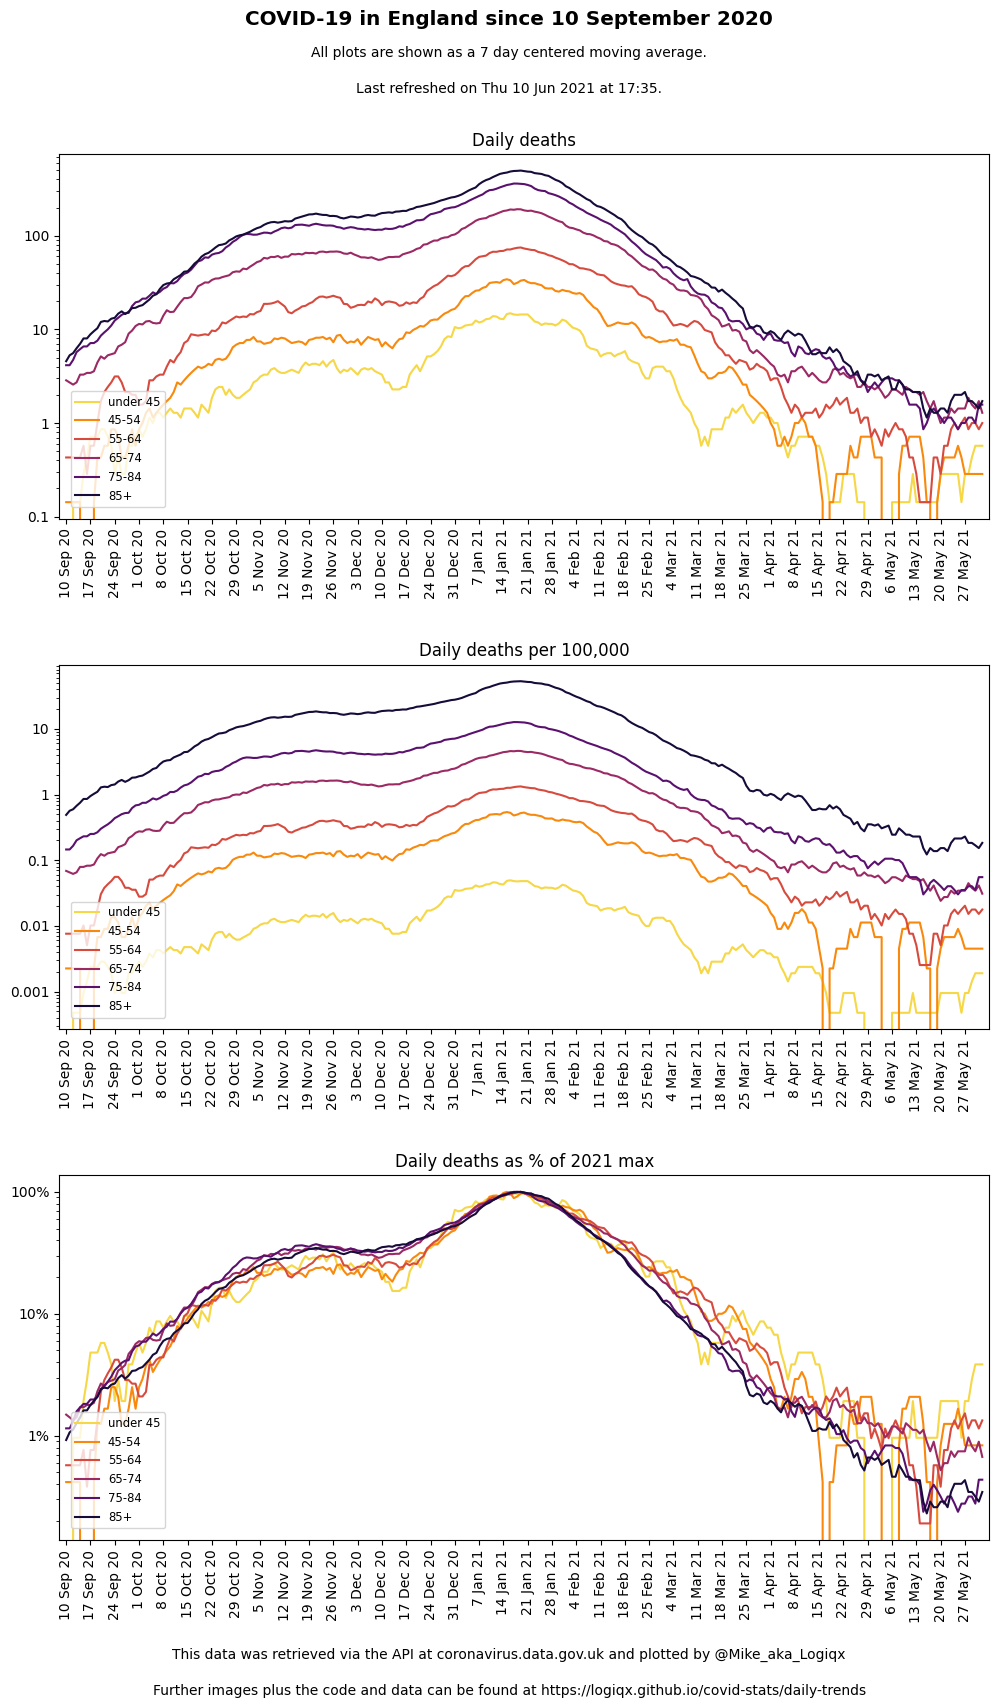 COVID-19 in England since 10 September 2020
All plots are shown as a 7 day centered moving average.
Last refreshed on Thu 10 Jun 2021 at 17:35.
Daily deaths
100
10
1
0.1
under 45
45-54
55-64
65-74
75-84
85+
10 Sep 20
17 Sep 20
24 Sep 20
1 Oct 20
8 Oct 20
15 Oct 20
22 Oct 20
29 Oct 20
5 Nov 20
12 Nov 20
19 Nov 20
26 Nov 20
3 Dec 20
10 Dec 20
17 Dec 20
24 Dec 20
31 Dec 20
7 Jan 21
14 Jan 21
21 Jan 21
28 Jan 21
4 Feb 21
11 Feb 21
18 Feb 21
25 Feb 21
4 Mar 21
11 Mar 21
18 Mar 21
25 Mar 21
1 Apr 21
8 Apr 21
15 Apr 21
22 Apr 21
29 Apr 21
6 May 21
13 May 21
20 May 21
27 May 21
Daily deaths per 100,000
10
1
0.1
0.01
0.001
under 45
45-54
55-64
65-74
75-84
85+
10 Sep 20
17 Sep 20
24 Sep 20
1 Oct 20
8 Oct 20
15 Oct 20
22 Oct 20
29 Oct 20
5 Nov 20
12 Nov 20
19 Nov 20
26 Nov 20
3 Dec 20
10 Dec 20
17 Dec 20
24 Dec 20
31 Dec 20
7 Jan 21
14 Jan 21
21 Jan 21
28 Jan 21
4 Feb 21
11 Feb 21
18 Feb 21
25 Feb 21
4 Mar 21
11 Mar 21
18 Mar 21
25 Mar 21
1 Apr 21
8 Apr 21
15 Apr 21
22 Apr 21
29 Apr 21
6 May 21
13 May 21
20 May 21
27 May 21
Daily deaths as % of 2021 max
100%
10%
1%
under 45
45-54
55-64
65-74
75-84
85+
10 Sep 20
17 Sep 20
24 Sep 20
1 Oct 20
8 Oct 20
15 Oct 20
22 Oct 20
29 Oct 20
5 Nov 20
12 Nov 20
19 Nov 20
26 Nov 20
3 Dec 20
10 Dec 20
17 Dec 20
24 Dec 20
31 Dec 20
7 Jan 21
14 Jan 21
21 Jan 21
28 Jan 21
4 Feb 21
11 Feb 21
18 Feb 21
25 Feb 21
4 Mar 21
11 Mar 21
18 Mar 21
25 Mar 21
1 Apr 21
8 Apr 21
15 Apr 21
22 Apr 21
29 Apr 21
6 May 21
13 May 21
20 May 21
27 May 21
This data was retrieved via the API at coronavirus.data.gov.uk and plotted by @Mike_aka_Logiqx
Further images plus the code and data can be found at https://logiqx.github.io/covid-stats/daily-trends